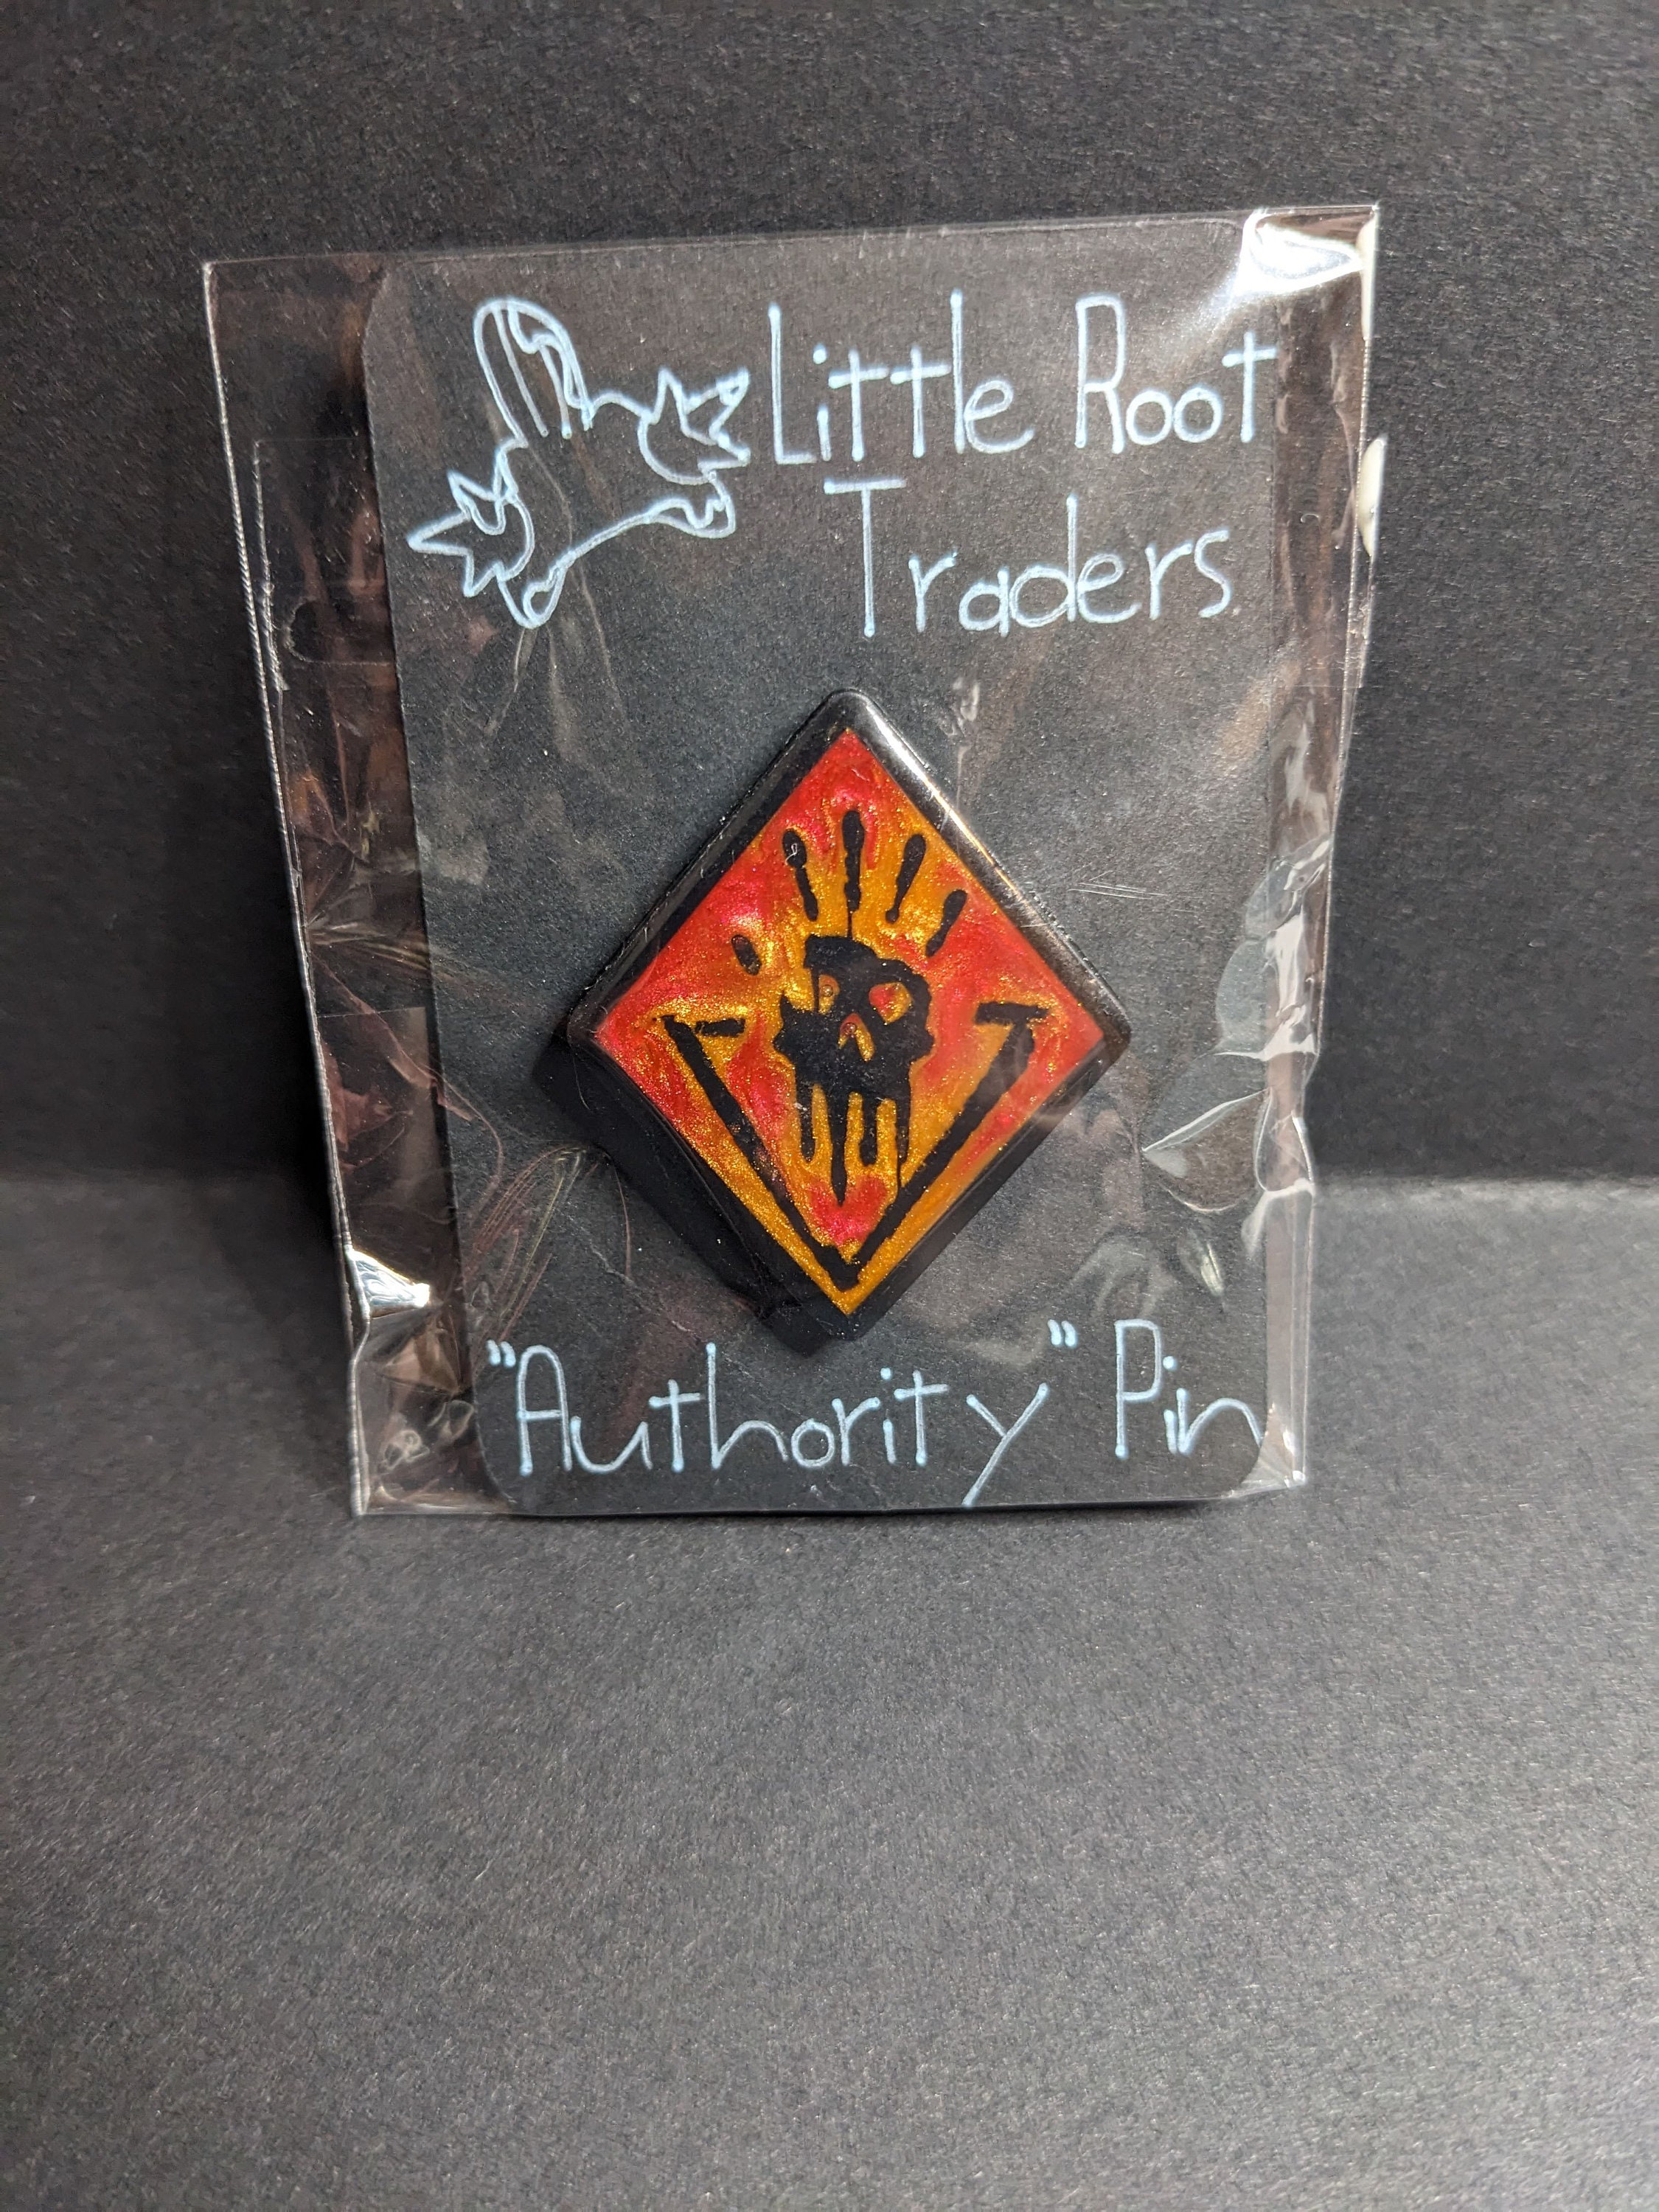 Little Root
Traders
"Authority" Pin